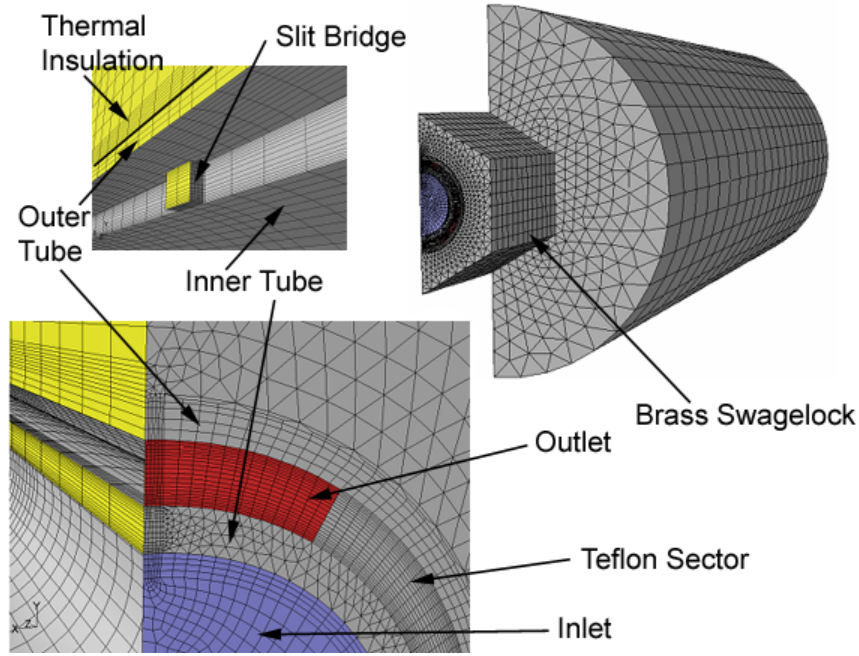 Thermal
Insulation
Slit Bridge
Outer
Tube
Inner Tube
Brass Swagelock
Outlet
Teflon Sector
Inlet
Y
X
Z